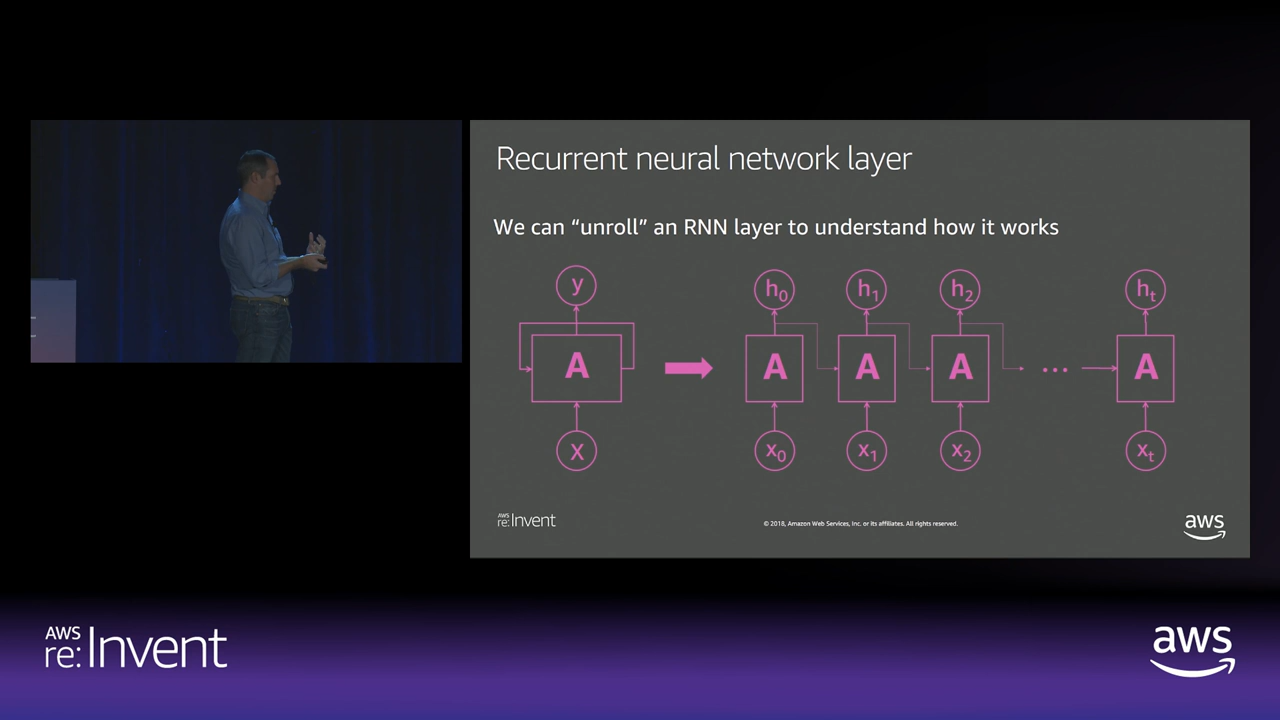 Recurrent neural network layer
We can “unroll” an RNN layer to understand how it works
y
A
x
h0 h1 h2 ht
A A A ... A
x0 x1 x2 xt
AWS
re:Invent
© 2018, Amazon Web Services, Inc. or its affiliates. All rights reserved.
aws
AWS
re:Invent
aws